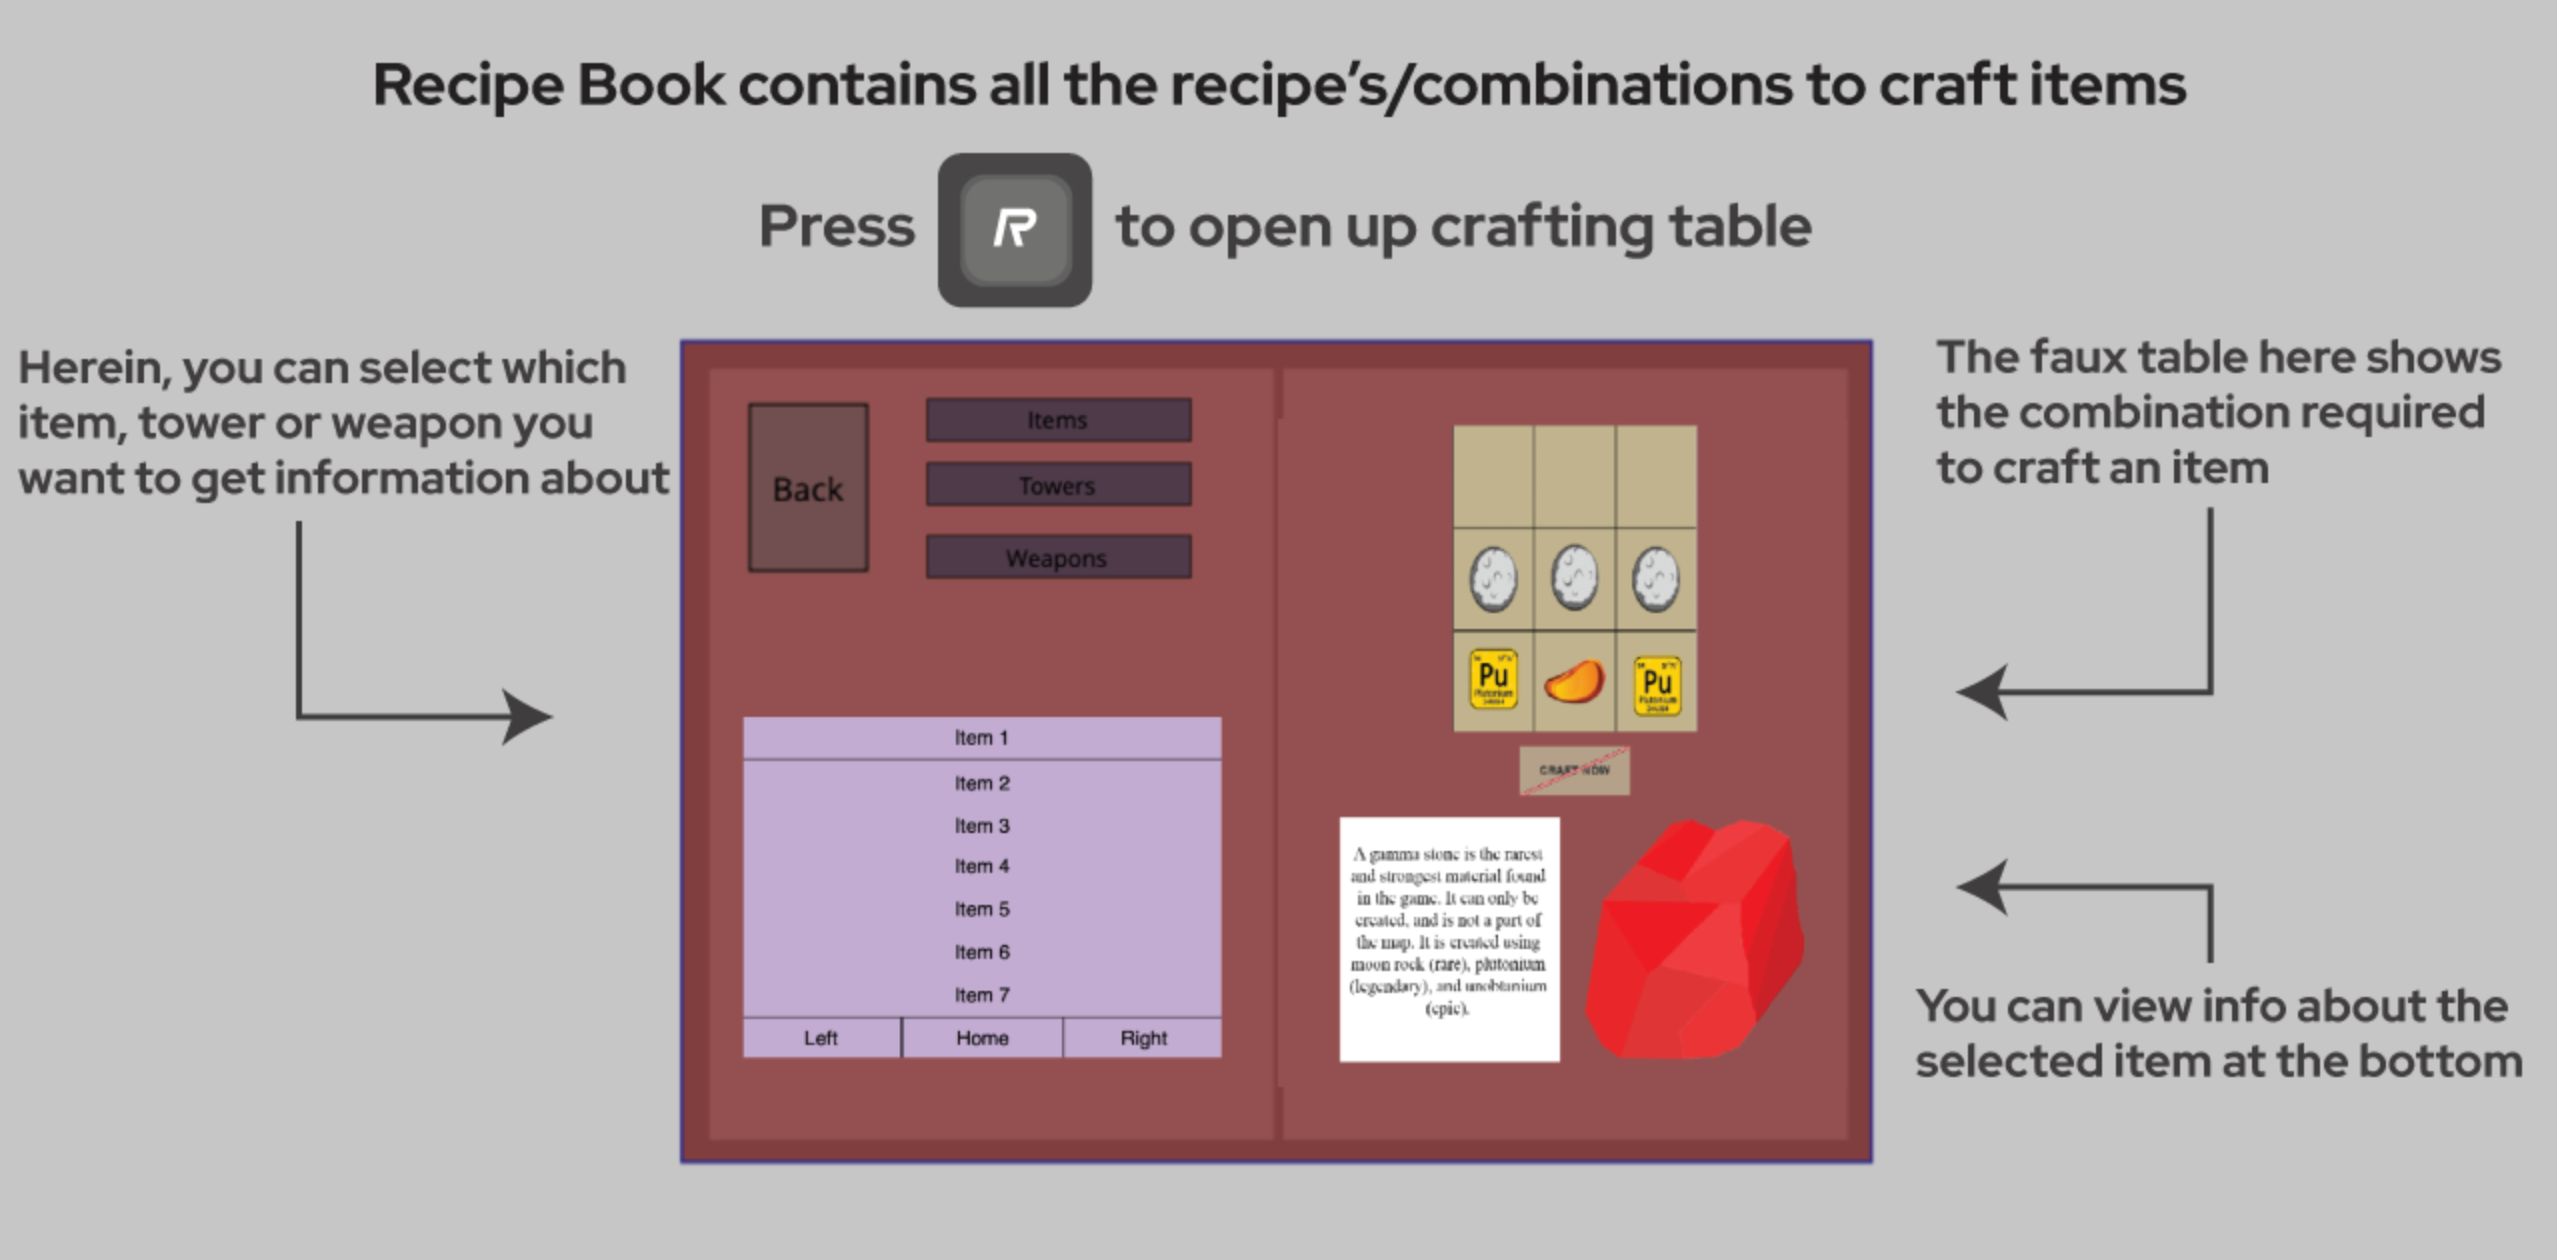 Recipe Book contains all the recipe's/combinations to craft items
Press R to open up crafting table
Herein, you can select which
item, tower or weapon you
want to get information about
Back
Items
Towers
Weapons
Item 1
Item 2
Item 3
Item 4
Item 5
Item 6
Item 7
Left Home Right
The faux table here shows
the combination required
to craft an item
Pu Pu
Plutonium Plutonium
CRAFT NOW
A gamma stone is the rarest
and strongest material found
in the game. It can only be
created, and is not a part of
the map. It is created using
moon rock (rare), plutonium
(legendary), and unobtanium
(epic).
You can view info about the
selected item at the bottom